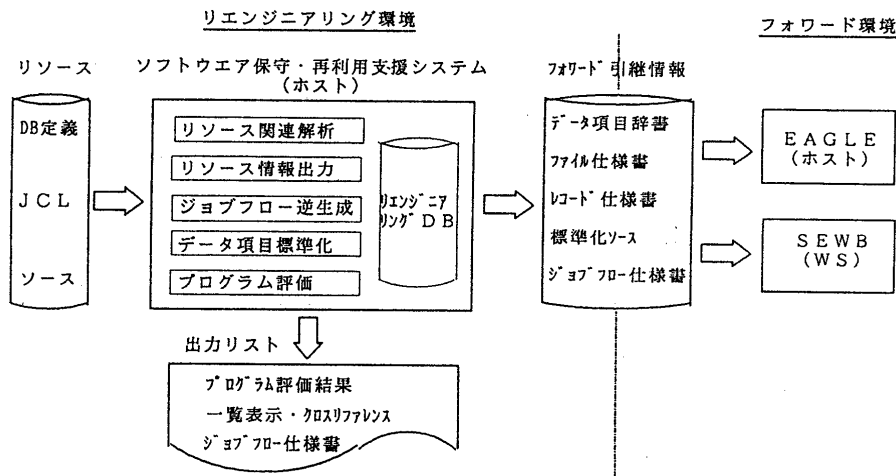 リエンジニアリング環境
フォワード環境
リソース
ソフトウエア保守・再利用支援システム
(ホスト)
ﾌｫﾜｰﾄﾞ引継情報
DB定義
JCL
ソース
リソース関連解析
リソース情報出力
ジョブフロー逆生成
データ項目標準化
プログラム評価
ﾘｴﾝｼﾞﾆｱ
ﾘﾝｸﾞDB
ﾃﾞｰﾀ項目辞書
ﾌｧｲﾙ仕様書
ﾚｺｰﾄﾞ仕様書
標準化ｿｰｽ
ｼﾞｮﾌﾞﾌﾛｰ仕様書
EAGLE
(ホスト)
SEWB
(WS)
出力リスト
ﾌﾟﾛｸﾞﾗﾑ評価結果
一覧表示・ｸﾛｽﾘﾌｧﾚﾝｽ
ｼﾞｮﾌﾞﾌﾛｰ仕様書